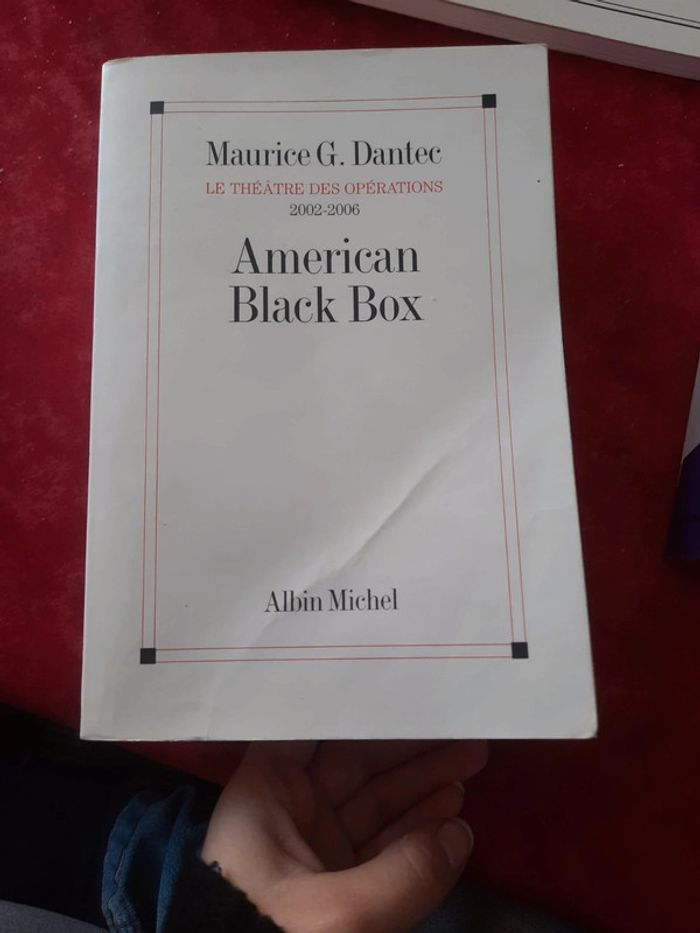 Maurice G. Dantec
LE THÉÂTRE DES OPÉRATIONS
2002-2006
American
Black Box
Albin Michel